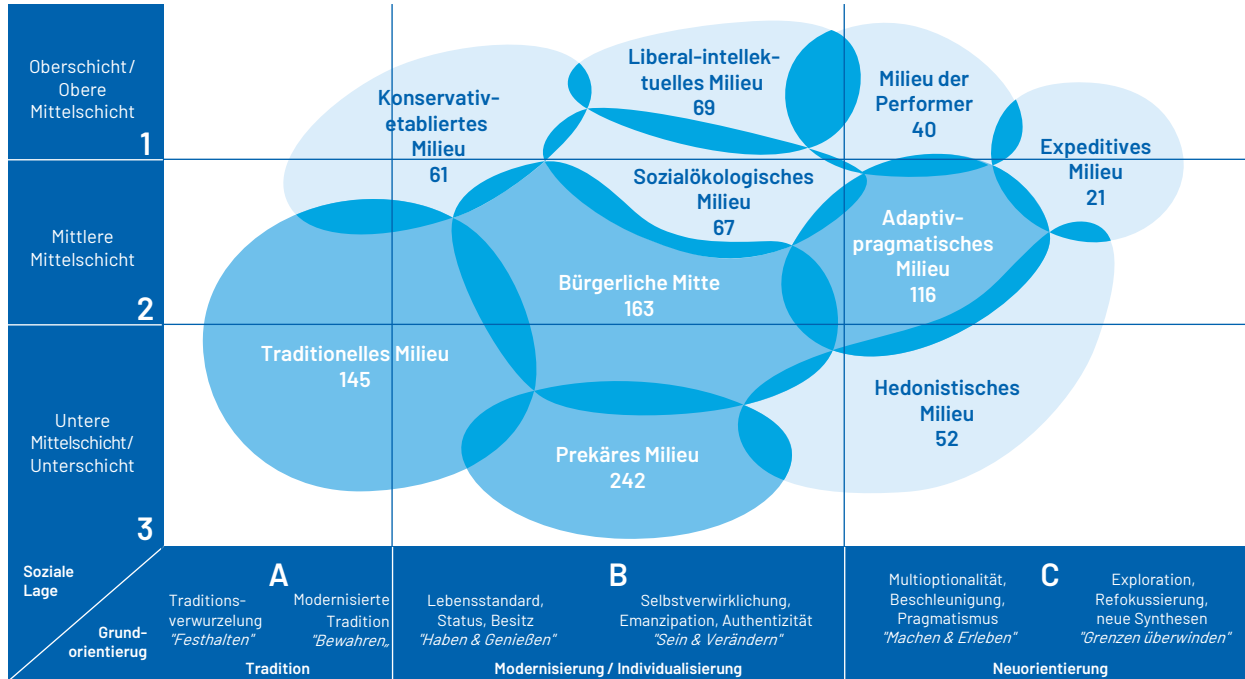 Oberschicht/
Obere
Mittelschicht
1
Mittlere
Mittelschicht
2
Untere
Mittelschicht/
Unterschicht
3
Soziale
Lage
Grund-
orientierug
Konservativ-
etabliertes
Milieu
61
Liberal-intellek-
tuelles Milieu
69
Milieu der
Performer
40
Expeditives
Milieu
21
Sozialökologisches
Milieu
67
Adaptiv-
pragmatisches
Milieu
116
Bürgerliche Mitte
163
Traditionelles Milieu
145
Hedonistisches
Milieu
52
Prekäres Milieu
242
A
Traditions-
verwurzelung
"Festhalten"
Modernisierte
Tradition
"Bewahren„
Tradition
B
Lebensstandard,
Status, Besitz
"Haben & Genießen"
Selbstverwirklichung,
Emanzipation, Authentizität
"Sein & Verändern"
Modernisierung / Individualisierung
C
Multioptionalität,
Beschleunigung,
Pragmatismus
"Machen & Erleben"
Exploration,
Refokussierung,
neue Synthesen
"Grenzen überwinden"
Neuorientierung